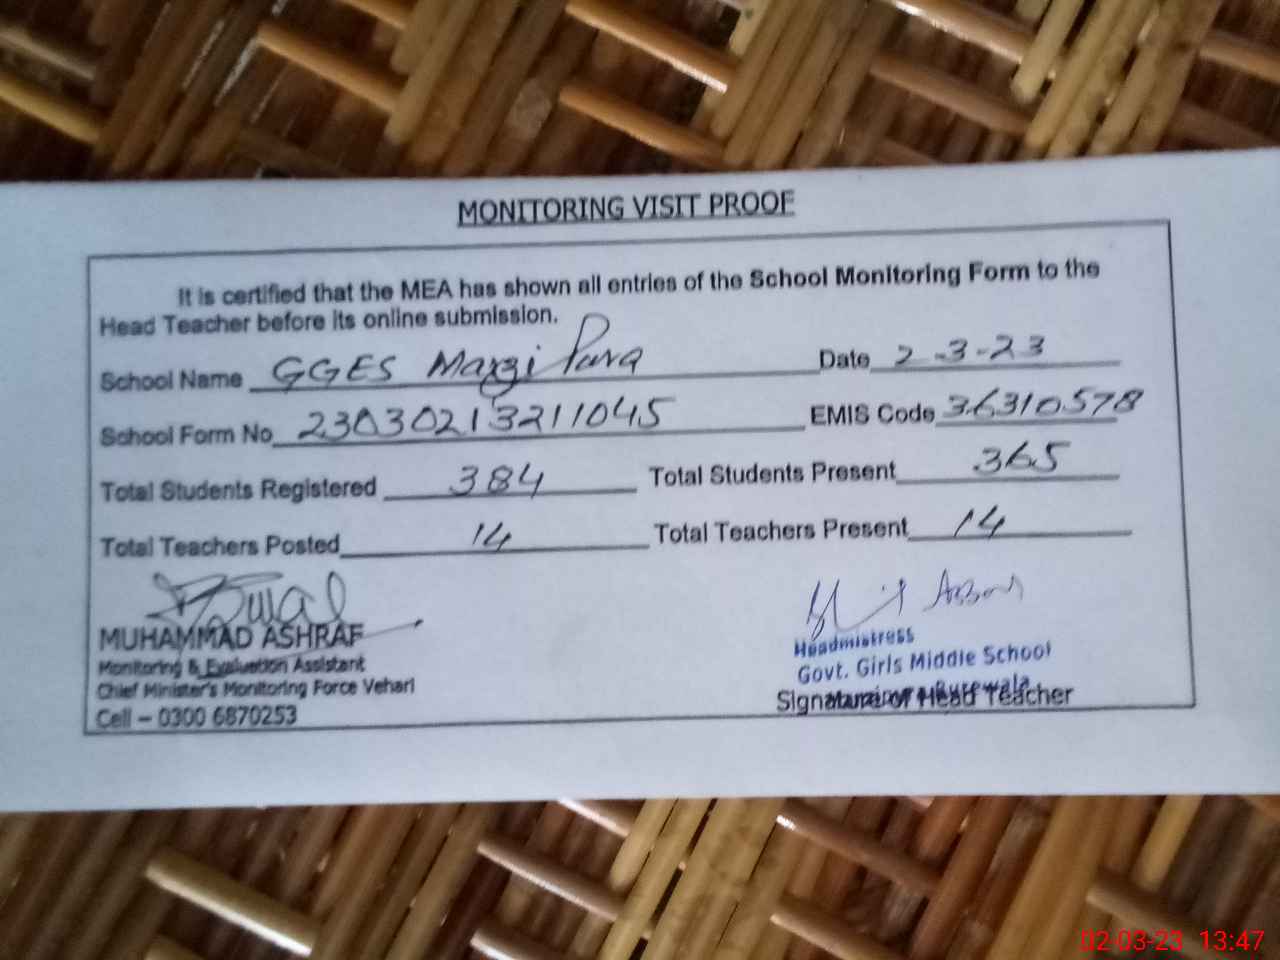 MONITORING VISIT PROOF
It is certified that the MEA has shown all entries of the School Monitoring Form to the
Head Teacher before its online submission.
School Name GGES Marzi Pura Date 2-3-23
School Form No 23030213211045 EMIS Code 36310578
Total Students Registered 384 Total Students Present 365
Total Teachers Posted 14 Total Teachers Present 14
MUHAMMAD ASHRAF
Monitoring & Evaluation Assistant
Chief Minister's Monitoring Force Vehari
Cell – 0300 6870253
Headmistress
Govt. Girls Middle School
Burewala
Signature of Head Teacher
02-03-23 13:47